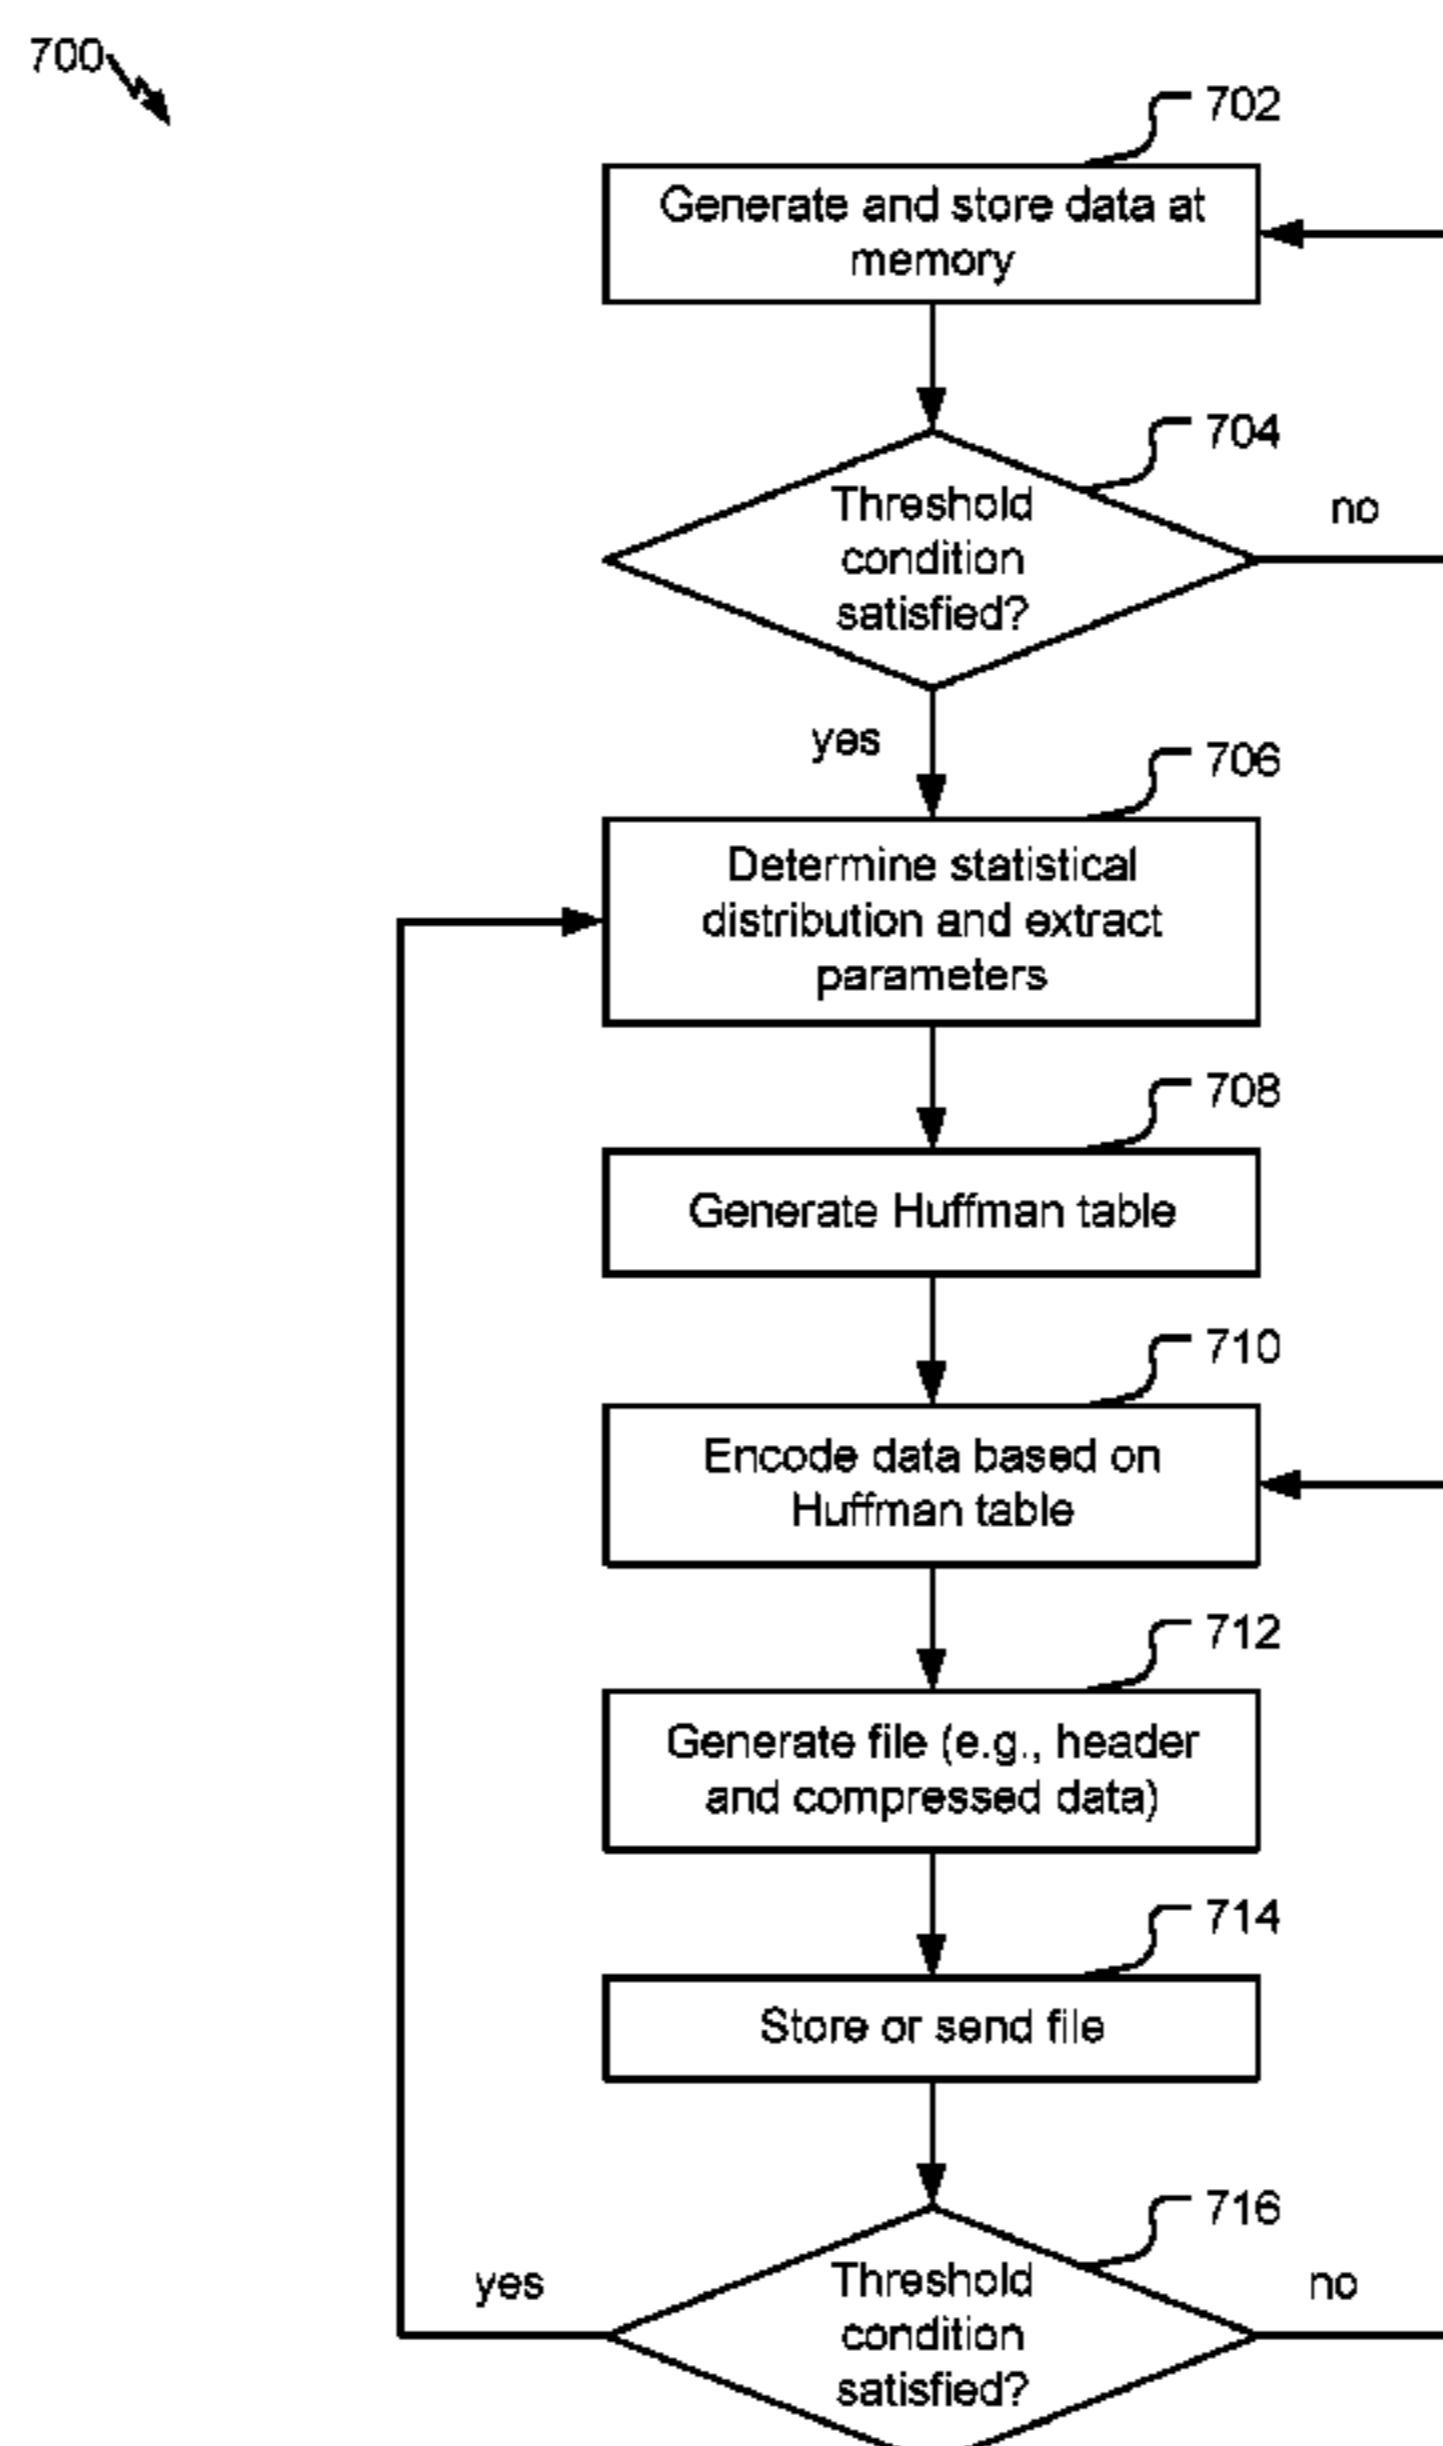 700
702
Generate and store data at
memory
704
Threshold
condition
satisfied?
no
yes
706
Determine statistical
distribution and extract
parameters
708
Generate Huffman table
710
Encode data based on
Huffman table
712
Generate file (e.g., header
and compressed data)
714
Store or send file
716
yes
Threshold
condition
satisfied?
no